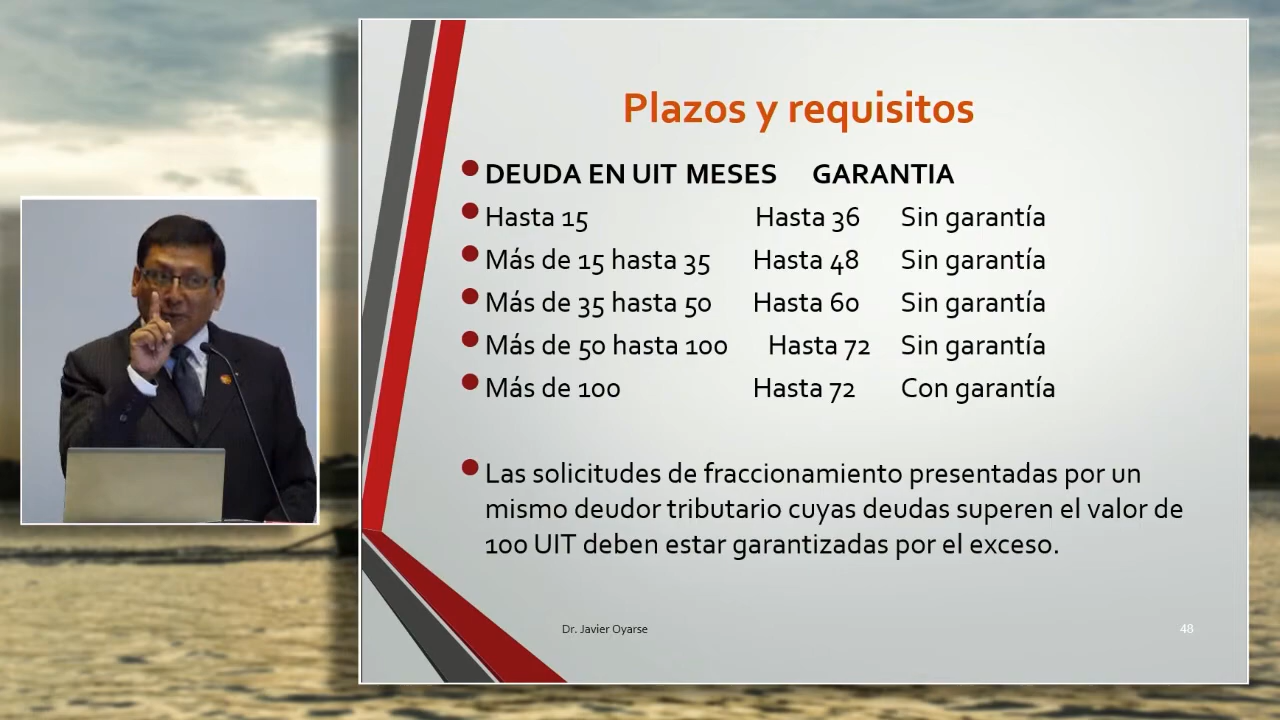 Plazos y requisitos
DEUDA EN UIT MESES GARANTIA
Hasta 15 Hasta 36 Sin garantía
Más de 15 hasta 35 Hasta 48 Sin garantía
Más de 35 hasta 50 Hasta 60 Sin garantía
Más de 50 hasta 100 Hasta 72 Sin garantía
Más de 100 Hasta 72 Con garantía
Las solicitudes de fraccionamiento presentadas por un
mismo deudor tributario cuyas deudas superen el valor de
100 UIT deben estar garantizadas por el exceso.
Dr. Javier Oyarse
48